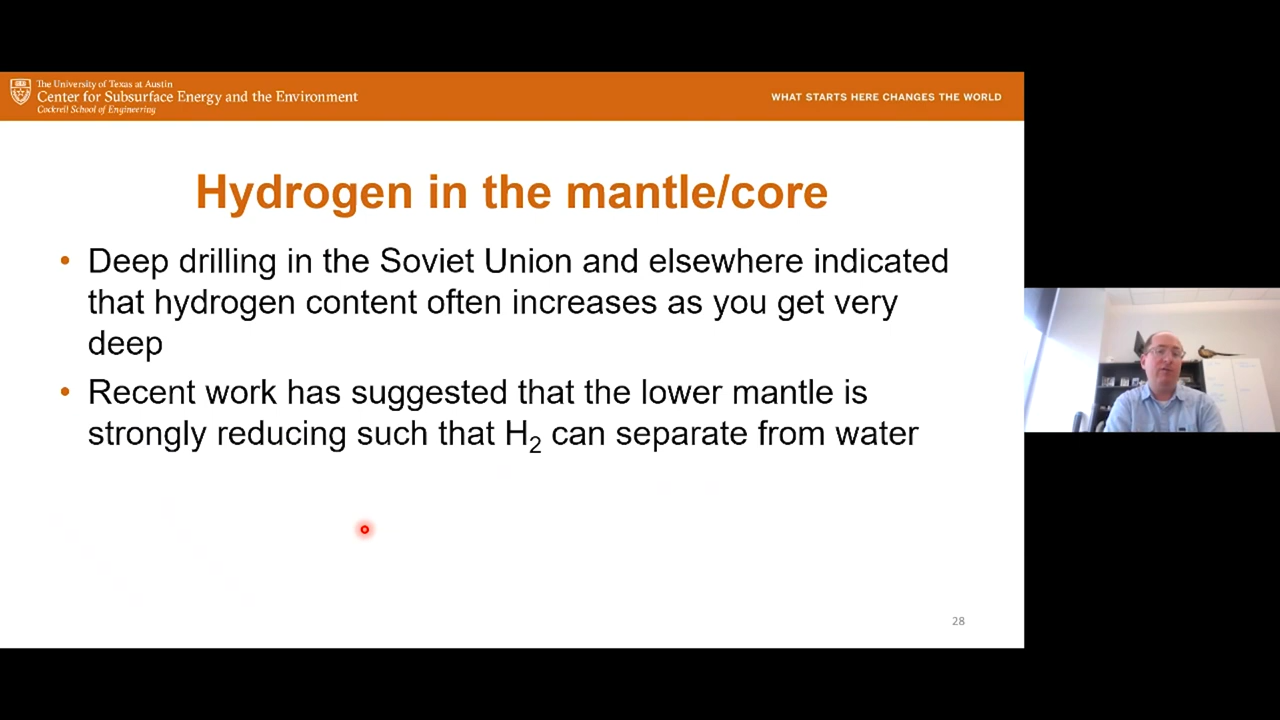 The University of Texas at Austin
Center for Subsurface Energy and the Environment
Cockrell School of Engineering
WHAT STARTS HERE CHANGES THE WORLD
Hydrogen in the mantle/core
• Deep drilling in the Soviet Union and elsewhere indicated
that hydrogen content often increases as you get very
deep
• Recent work has suggested that the lower mantle is
strongly reducing such that H₂ can separate from water
28